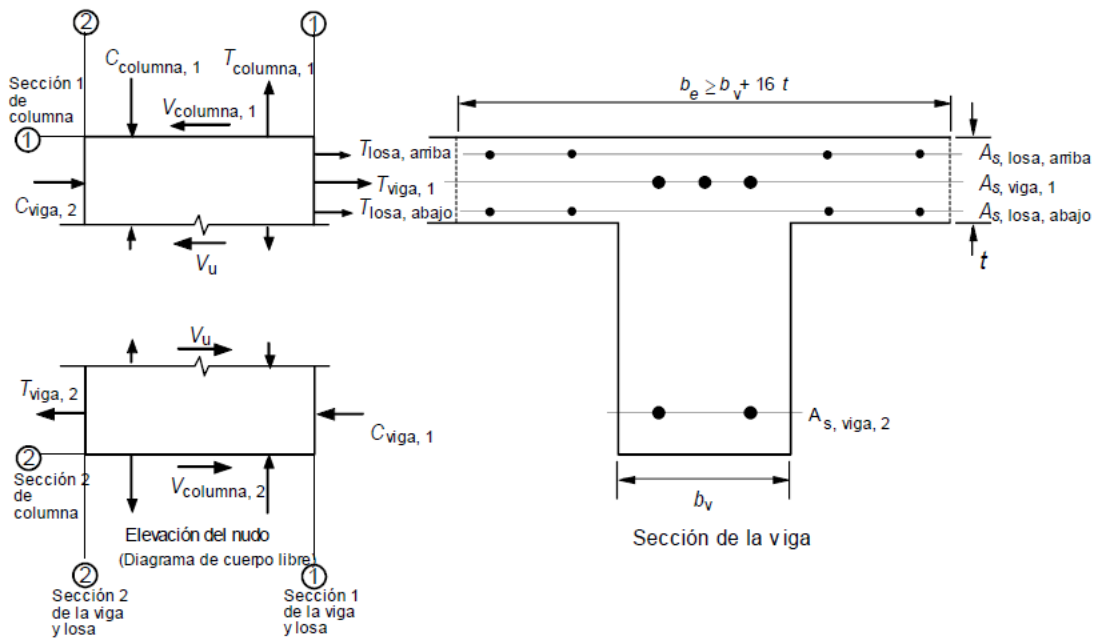 2
1
C columna, 1
T columna, 1
Sección 1
de
columna
V columna, 1
1
T losa, arriba
T viga, 1
T losa, abajo
C viga, 2
V u
V u
T viga, 2
C viga, 1
2
Sección 2
de
columna
V columna, 2
Elevación del nudo
(Diagrama de cuerpo libre)
2
1
Sección 2
de la viga
y losa
Sección 1
de la viga
y losa
b e ≥ b v + 16 t
A s, losa, arriba
A s, viga, 1
A s, losa, abajo
t
A s, viga, 2
b v
Sección de la viga